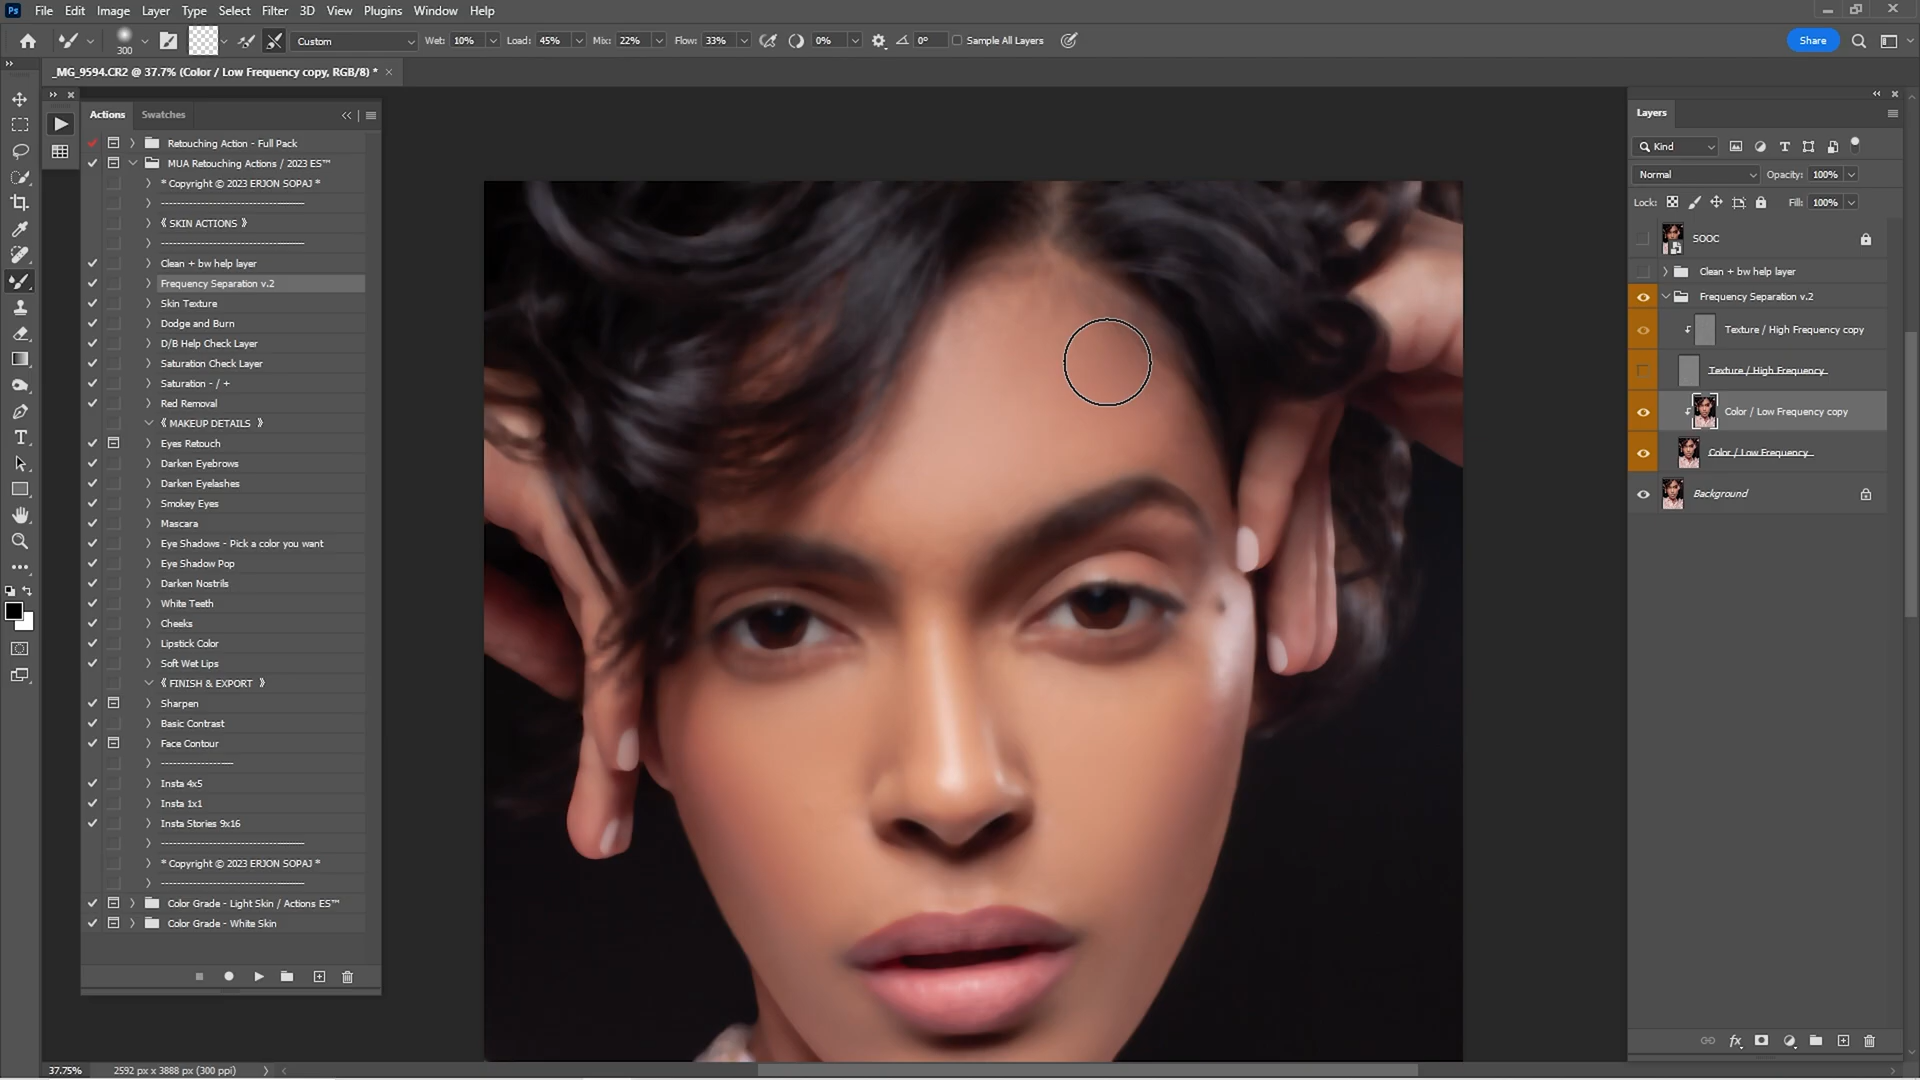 Ps File Edit Image Layer Type Select Filter 3D View Plugins Window Help
300 Custom Wet: 10% Load: 45% Mix: 22% Flow: 33% 0% 0° Sample All Layers Share
_MG_9594.CR2 @ 37.7% (Color / Low Frequency copy, RGB/8) * ×
Actions Swatches
Retouching Action - Full Pack
MUA Retouching Actions / 2023 ES™
* Copyright © 2023 ERJON SOPAJ *
------------------------------------
《 SKIN ACTIONS 》
------------------------------------
Clean + bw help layer
Frequency Separation v.2
Skin Texture
Dodge and Burn
D/B Help Check Layer
Saturation Check Layer
Saturation - / +
Red Removal
《 MAKEUP DETAILS 》
Eyes Retouch
Darken Eyebrows
Darken Eyelashes
Smokey Eyes
Mascara
Eye Shadows - Pick a color you want
Eye Shadow Pop
Darken Nostrils
White Teeth
Cheeks
Lipstick Color
Soft Wet Lips
《 FINISH & EXPORT 》
Sharpen
Basic Contrast
Face Contour
------------------
Insta 4x5
Insta 1x1
Insta Stories 9x16
------------------------------------
* Copyright © 2023 ERJON SOPAJ *
------------------------------------
Color Grade - Light Skin / Actions ES™
Color Grade - White Skin
Layers
Kind
Normal Opacity: 100%
Lock: Fill: 100%
SOOC
Clean + bw help layer
Frequency Separation v.2
Texture / High Frequency copy
Texture / High Frequency
Color / Low Frequency copy
Color / Low Frequency
Background
fx
37.75% 2592 px x 3888 px (300 ppi)